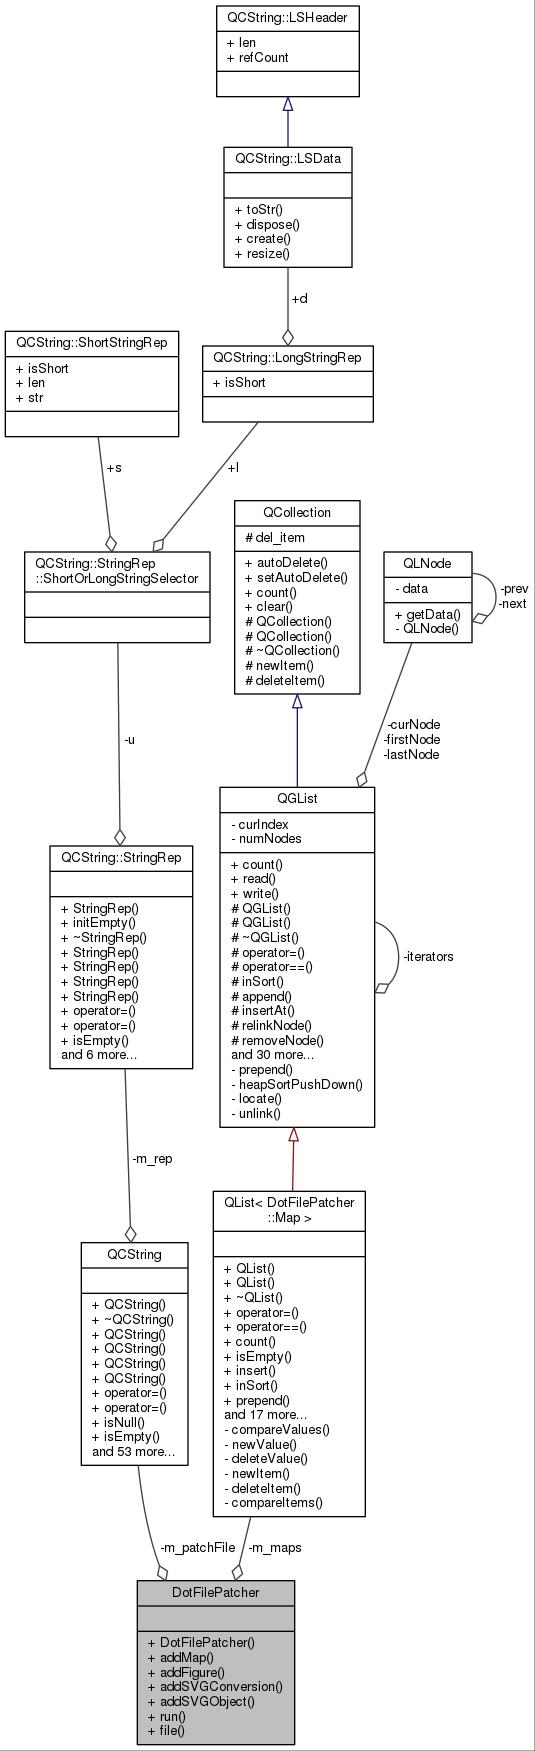 QCString::LSHeader
+ len
+ refCount
QCString::LSData
+ toStr()
+ dispose()
+ create()
+ resize()
+d
QCString::ShortStringRep
+ isShort
+ len
+ str
QCString::LongStringRep
+ isShort
+s
+l
QCString::StringRep
::ShortOrLongStringSelector
QCollection
# del_item
+ autoDelete()
+ setAutoDelete()
+ count()
+ clear()
# QCollection()
# QCollection()
# ~QCollection()
# newItem()
# deleteItem()
QLNode
- data
+ getData()
- QLNode()
-prev
-next
-u
-curNode
-firstNode
-lastNode
QGList
- curIndex
- numNodes
+ count()
+ read()
+ write()
# QGList()
# QGList()
# ~QGList()
# operator=()
# operator==()
# inSort()
# append()
# insertAt()
# relinkNode()
# removeNode()
and 30 more...
- prepend()
- heapSortPushDown()
- locate()
- unlink()
-iterators
QCString::StringRep
+ StringRep()
+ initEmpty()
+ ~StringRep()
+ StringRep()
+ StringRep()
+ StringRep()
+ StringRep()
+ operator=()
+ operator=()
+ isEmpty()
and 6 more...
-m_rep
QCString
+ QCString()
+ ~QCString()
+ QCString()
+ QCString()
+ QCString()
+ QCString()
+ operator=()
+ operator=()
+ isNull()
+ isEmpty()
and 53 more...
QList< DotFilePatcher
::Map >
+ QList()
+ QList()
+ ~QList()
+ operator=()
+ operator==()
+ count()
+ isEmpty()
+ insert()
+ inSort()
+ prepend()
and 17 more...
- compareValues()
- newValue()
- deleteValue()
- newItem()
- deleteItem()
- compareItems()
-m_patchFile
-m_maps
DotFilePatcher
+ DotFilePatcher()
+ addMap()
+ addFigure()
+ addSVGConversion()
+ addSVGObject()
+ run()
+ file()